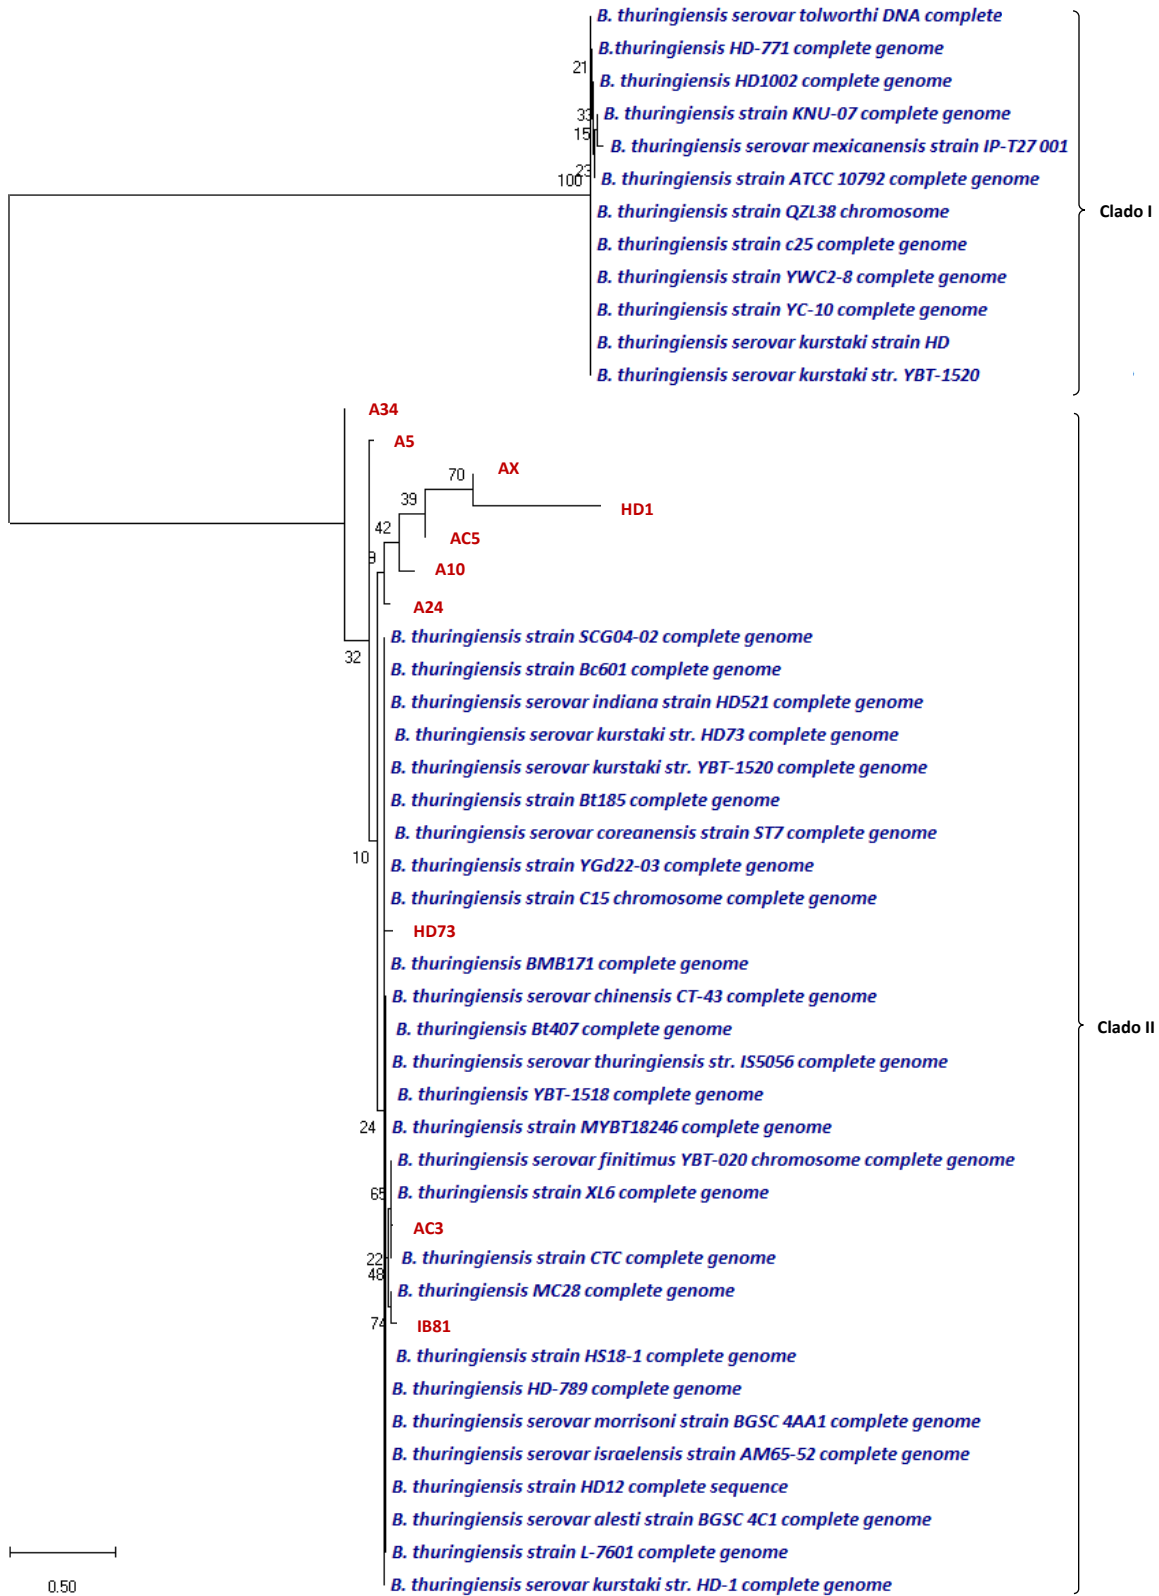 B. thuringiensis serovar tolworthi DNA complete
B.thuringiensis HD-771 complete genome
21
B. thuringiensis HD1002 complete genome
33
B. thuringiensis strain KNU-07 complete genome
15
B. thuringiensis serovar mexicanensis strain IP-T27 001
23
100
B. thuringiensis strain ATCC 10792 complete genome
B. thuringiensis strain QZL38 chromosome
Clado I
B. thuringiensis strain c25 complete genome
B. thuringiensis strain YWC2-8 complete genome
B. thuringiensis strain YC-10 complete genome
B. thuringiensis serovar kurstaki strain HD
B. thuringiensis serovar kurstaki str. YBT-1520
A34
A5
70
AX
39
HD1
42
AC5
A10
A24
B. thuringiensis strain SCG04-02 complete genome
32
B. thuringiensis strain Bc601 complete genome
B. thuringiensis serovar indiana strain HD521 complete genome
B. thuringiensis serovar kurstaki str. HD73 complete genome
B. thuringiensis serovar kurstaki str. YBT-1520 complete genome
B. thuringiensis strain Bt185 complete genome
B. thuringiensis serovar coreanensis strain ST7 complete genome
10
B. thuringiensis strain YGd22-03 complete genome
B. thuringiensis strain C15 chromosome complete genome
HD73
B. thuringiensis BMB171 complete genome
B. thuringiensis serovar chinensis CT-43 complete genome
B. thuringiensis Bt407 complete genome
Clado II
B. thuringiensis serovar thuringiensis str. IS5056 complete genome
B. thuringiensis YBT-1518 complete genome
24
B. thuringiensis strain MYBT18246 complete genome
B. thuringiensis serovar finitimus YBT-020 chromosome complete genome
65
B. thuringiensis strain XL6 complete genome
AC3
22
B. thuringiensis strain CTC complete genome
48
B. thuringiensis MC28 complete genome
74
IB81
B. thuringiensis strain HS18-1 complete genome
B. thuringiensis HD-789 complete genome
B. thuringiensis serovar morrisoni strain BGSC 4AA1 complete genome
B. thuringiensis serovar israelensis strain AM65-52 complete genome
B. thuringiensis strain HD12 complete sequence
B. thuringiensis serovar alesti strain BGSC 4C1 complete genome
B. thuringiensis strain L-7601 complete genome
B. thuringiensis serovar kurstaki str. HD-1 complete genome
0.50